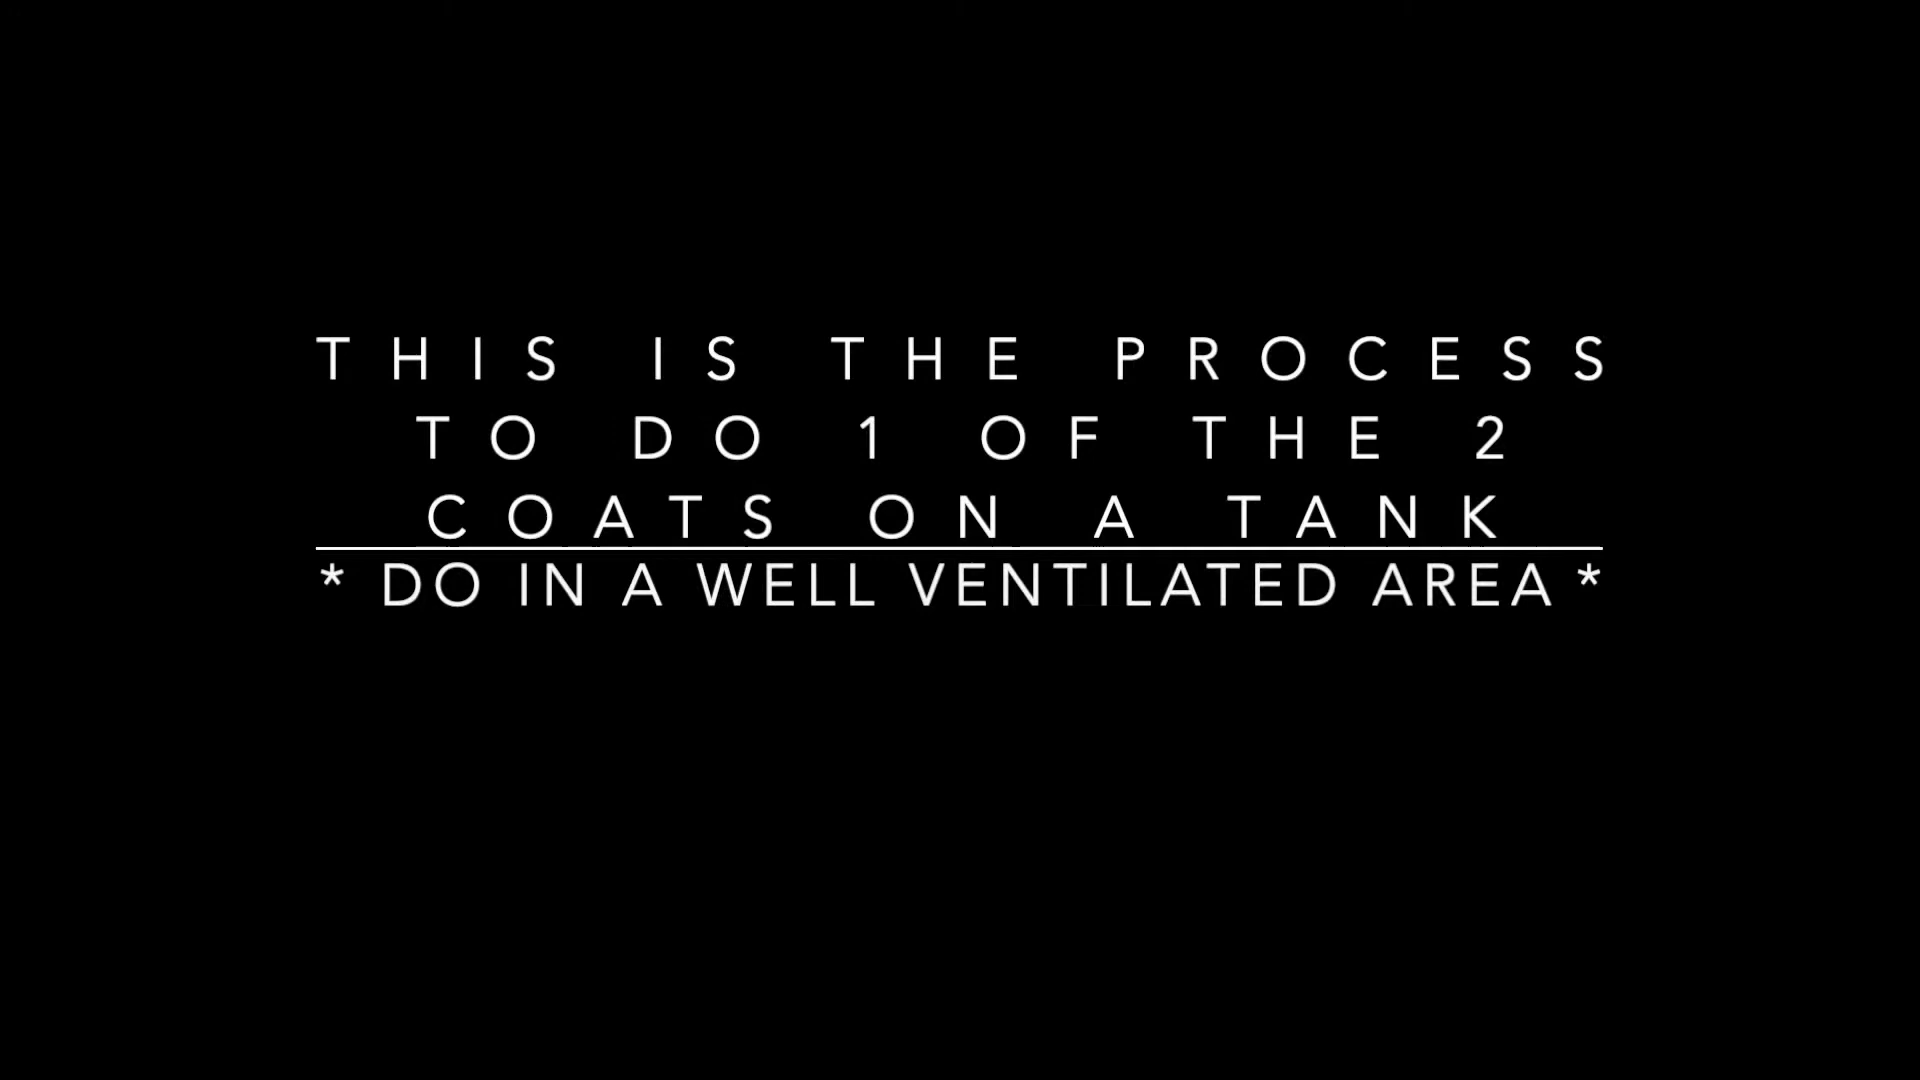 THIS IS THE PROCESS
TO DO 1 OF THE 2
COATS ON A TANK
* DO IN A WELL VENTILATED AREA *